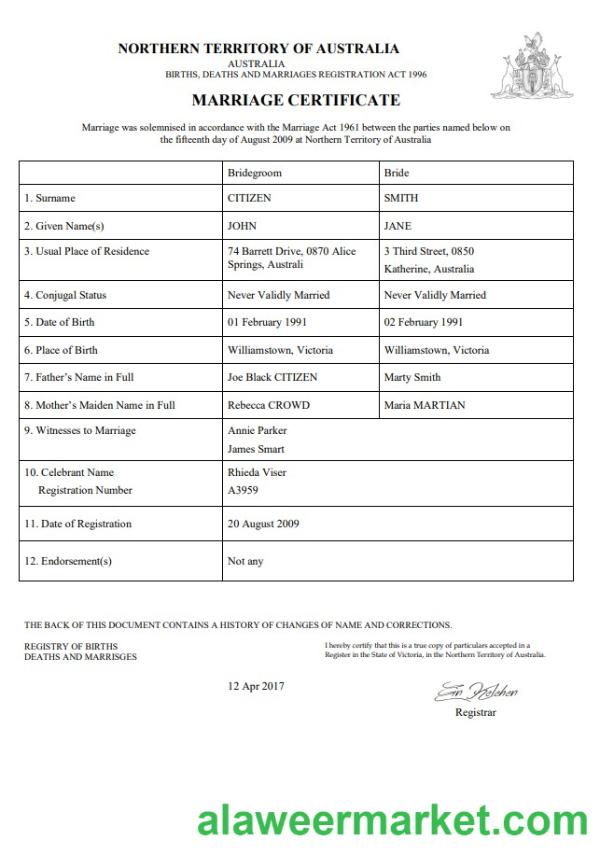 NORTHERN TERRITORY OF AUSTRALIA
AUSTRALIA
BIRTHS, DEATHS AND MARRIAGES REGISTRATION ACT 1996
MARRIAGE CERTIFICATE
Marriage was solemnised in accordance with the Marriage Act 1961 between the parties named below on
the fifteenth day of August 2009 at Northern Territory of Australia
Bridegroom Bride
1. Surname CITIZEN SMITH
2. Given Name(s) JOHN JANE
3. Usual Place of Residence 74 Barrett Drive, 0870 Alice 3 Third Street, 0850
Springs, Australi Katherine, Australia
4. Conjugal Status Never Validly Married Never Validly Married
5. Date of Birth 01 February 1991 02 February 1991
6. Place of Birth Williamstown, Victoria Williamstown, Victoria
7. Father's Name in Full Joe Black CITIZEN Marty Smith
8. Mother's Maiden Name in Full Rebecca CROWD Maria MARTIAN
9. Witnesses to Marriage Annie Parker
James Smart
10. Celebrant Name Rhieda Viser
Registration Number A3959
11. Date of Registration 20 August 2009
12. Endorsement(s) Not any
THE BACK OF THIS DOCUMENT CONTAINS A HISTORY OF CHANGES OF NAME AND CORRECTIONS.
REGISTRY OF BIRTHS I hereby certify that this is a true copy of particulars accepted in a
DEATHS AND MARRISGES Register in the State of Victoria, in the Northern Territory of Australia.
12 Apr 2017
Registrar
alaweermarket.com